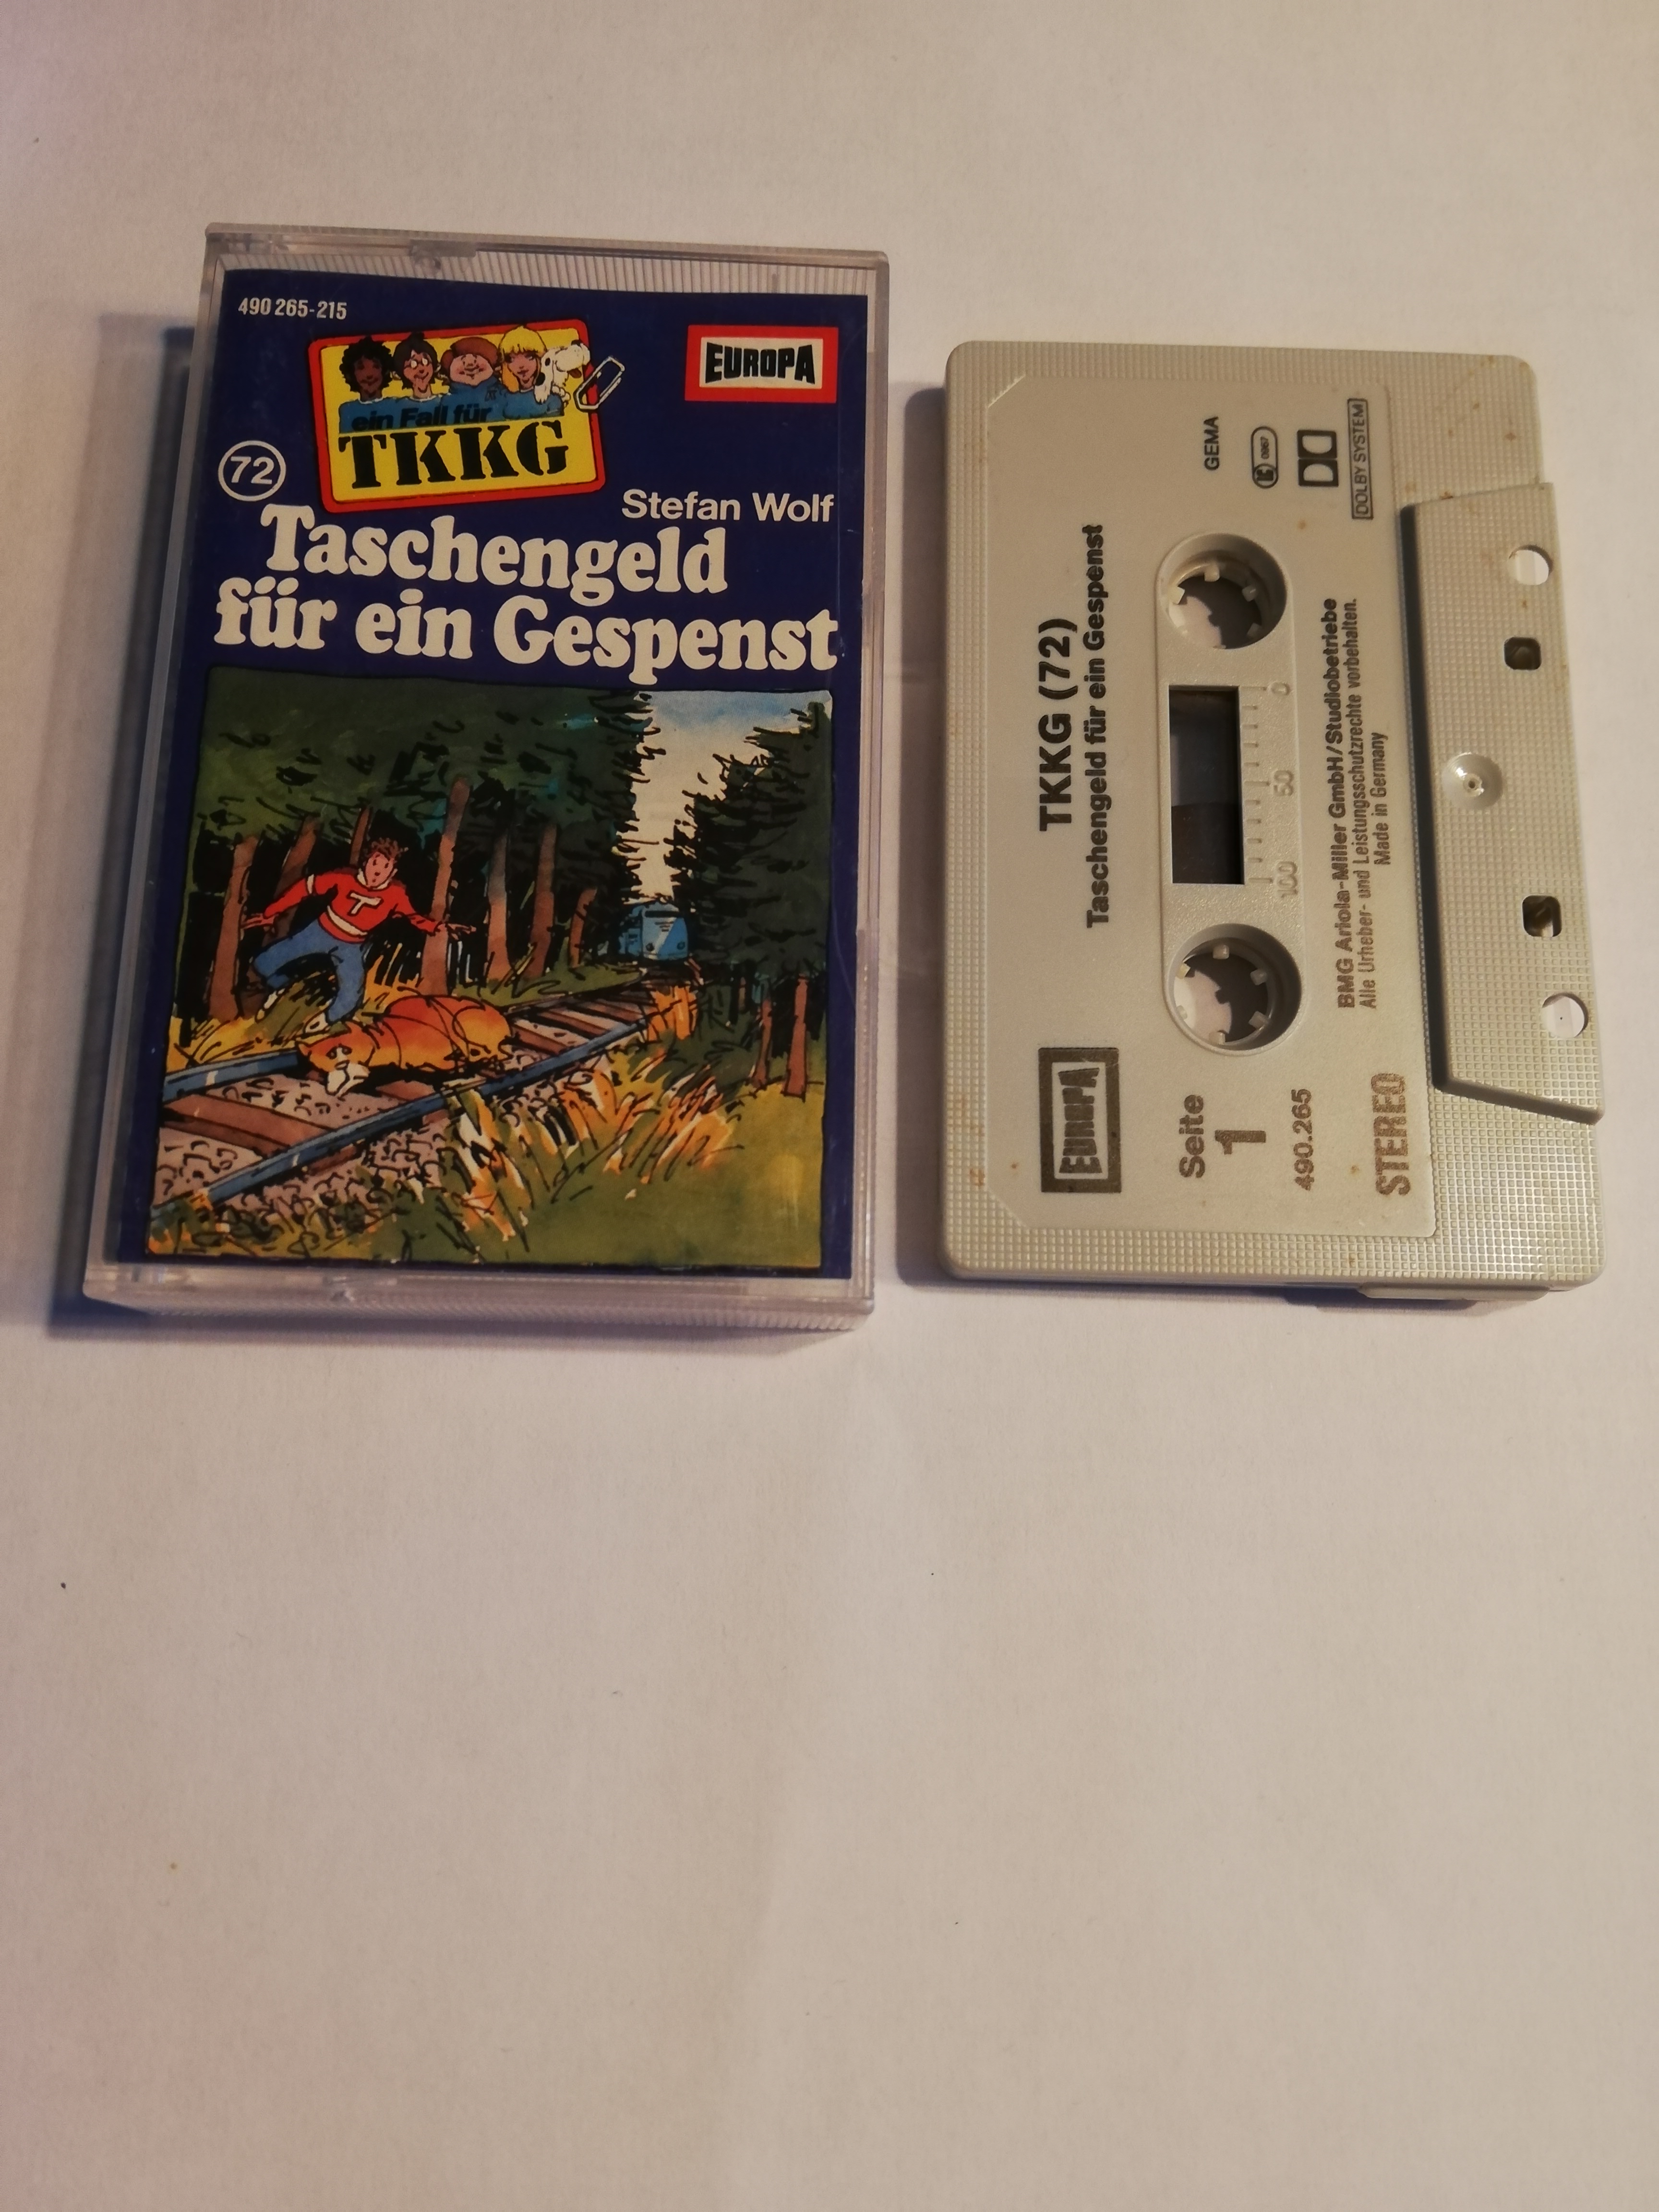 490 265-215
ein Fall für
TKKG
EUROPA
72
Stefan Wolf
Taschengeld
für ein Gespenst
T
TKKG (72)
Taschengeld für ein Gespenst
EUROPA
Seite
1
490.265
STEREO
GEMA
DOLBY SYSTEM
0
50
100
BMG Ariola-Miller GmbH/Studiobetriebe
Alle Urheber- und Leistungsschutzrechte vorbehalten.
Made in Germany